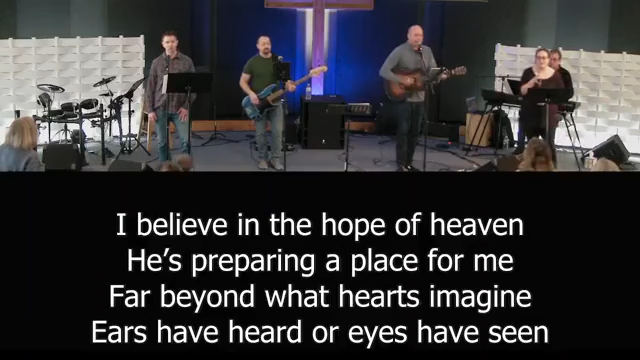 I believe in the hope of heaven
He's preparing a place for me
Far beyond what hearts imagine
Ears have heard or eyes have seen